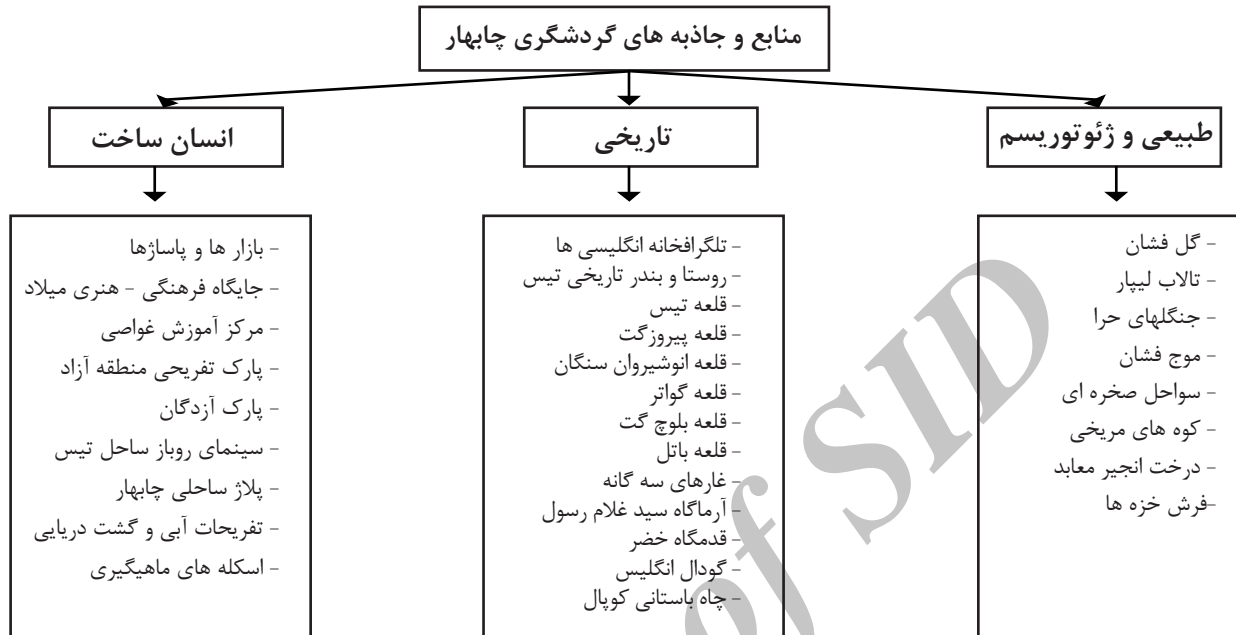 منابع و جاذبه های گردشگری چابهار
طبیعی و ژئوتوریسم
تاریخی
انسان ساخت
- گل فشان
- تالاب لیپار
- جنگلهای حرا
- موج فشان
- سواحل صخره ای
- کوه های مریخی
- درخت انجیر معابد
-فرش خزه ها
- تلگرافخانه انگلیسی ها
- روستا و بندر تاریخی تیس
- قلعه تیس
- قلعه پیروزگت
- قلعه انوشیروان سنگان
- قلعه گواتر
- قلعه بلوچ گت
- قلعه باتل
- غارهای سه گانه
- آرماگاه سید غلام رسول
- قدمگاه خضر
- گودال انگلیس
- چاه باستانی کوپال
- بازار ها و پاساژها
- جایگاه فرهنگی - هنری میلاد
- مرکز آموزش غواصی
- پارک تفریحی منطقه آزاد
- پارک آزدگان
- سینمای روباز ساحل تیس
- پلاژ ساحلی چابهار
- تفریحات آبی و گشت دریایی
- اسکله های ماهیگیری
of SID